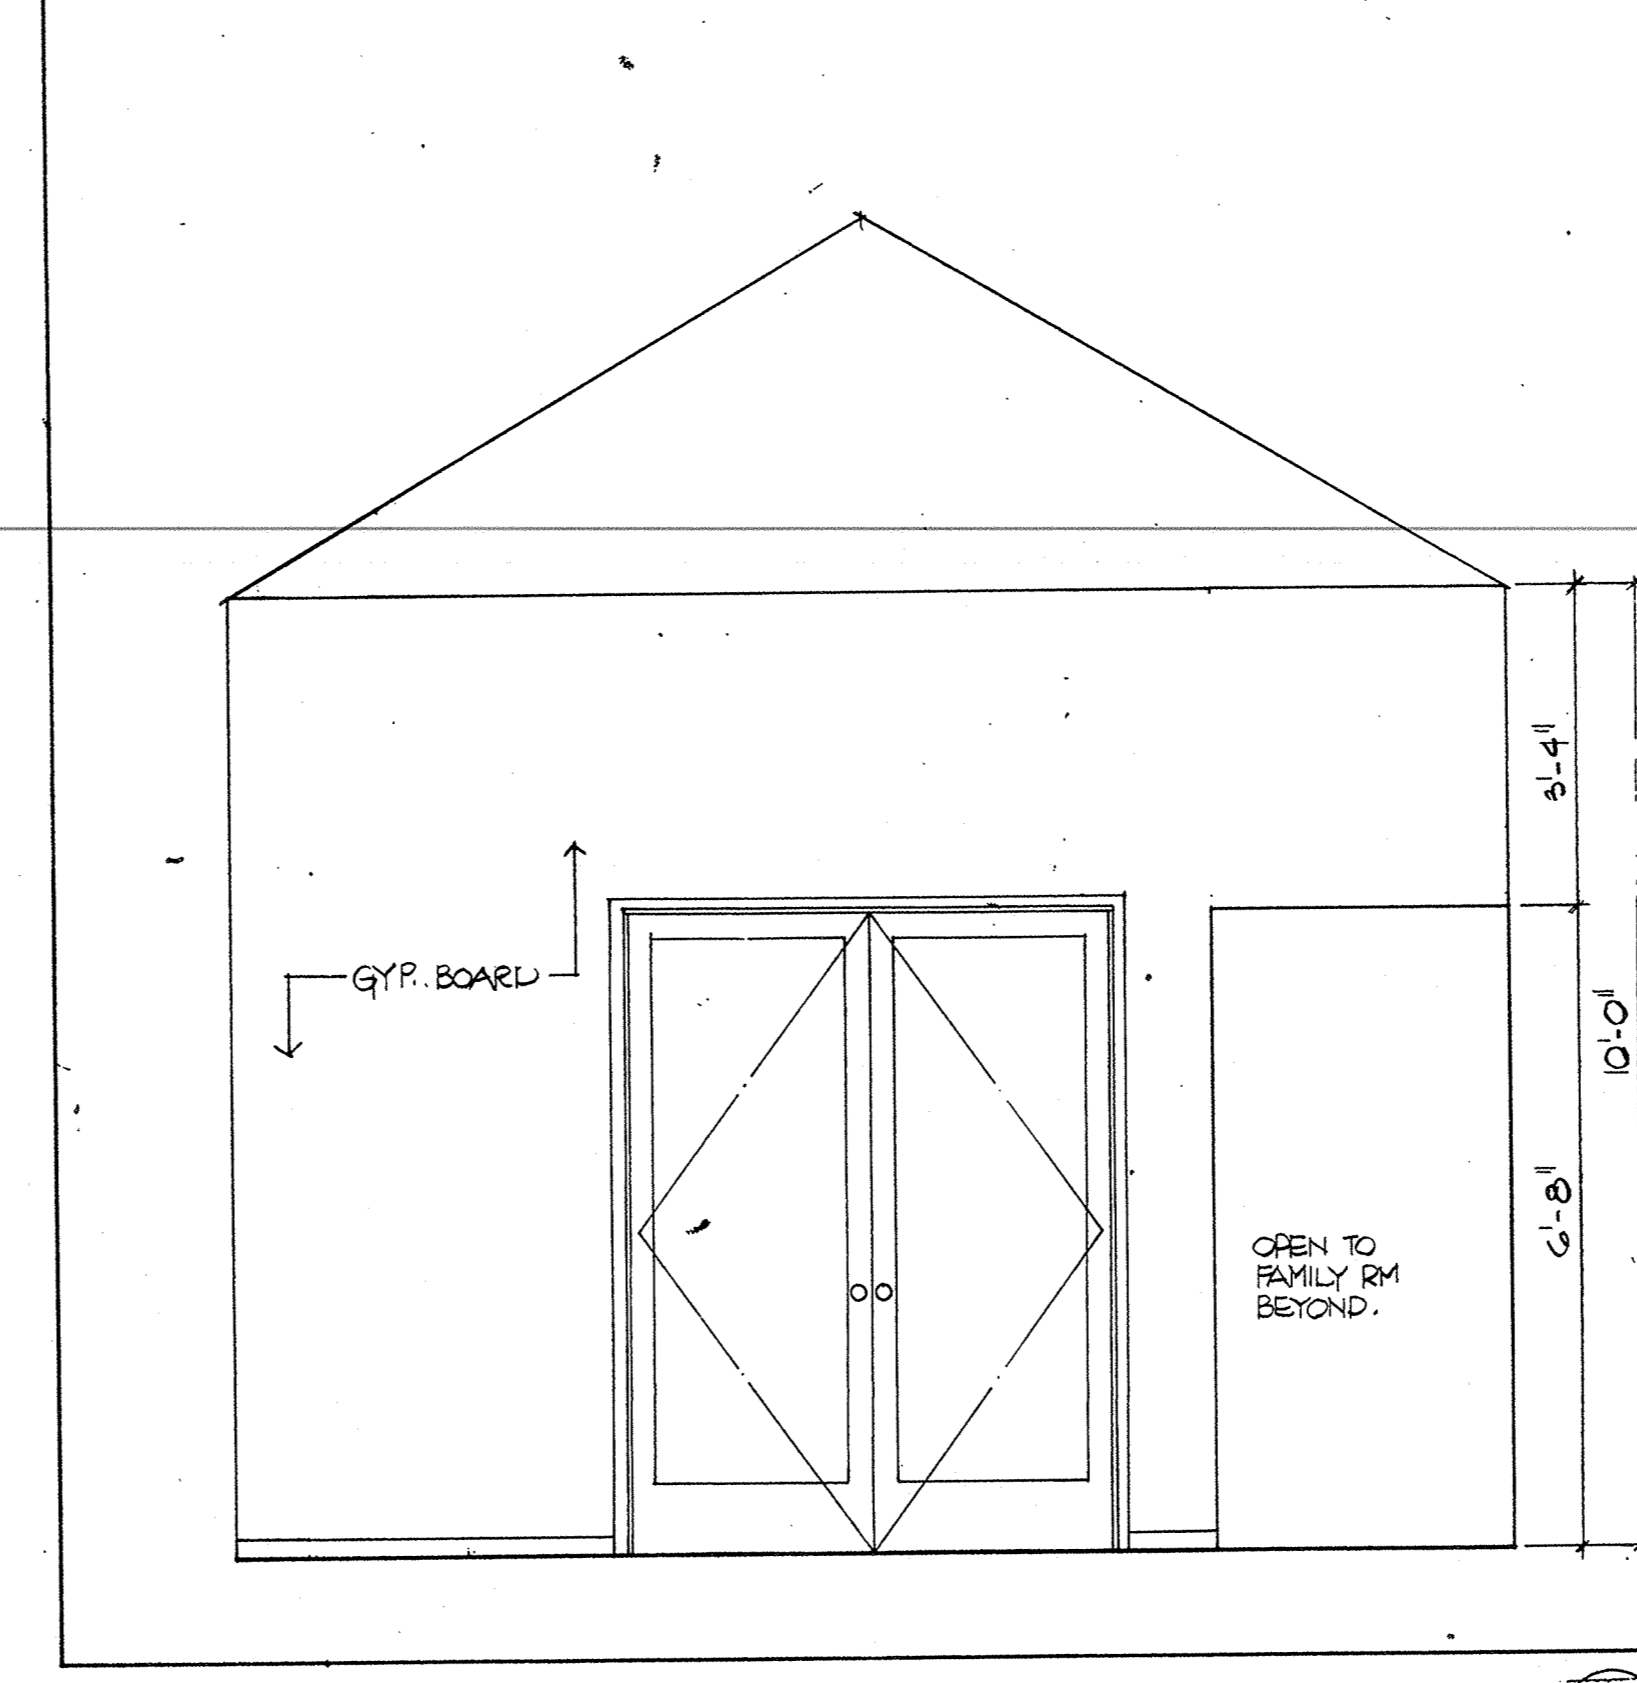 3'-4"
GYP. BOARD
10'-0"
6'-8"
OPEN TO
FAMILY RM
BEYOND.